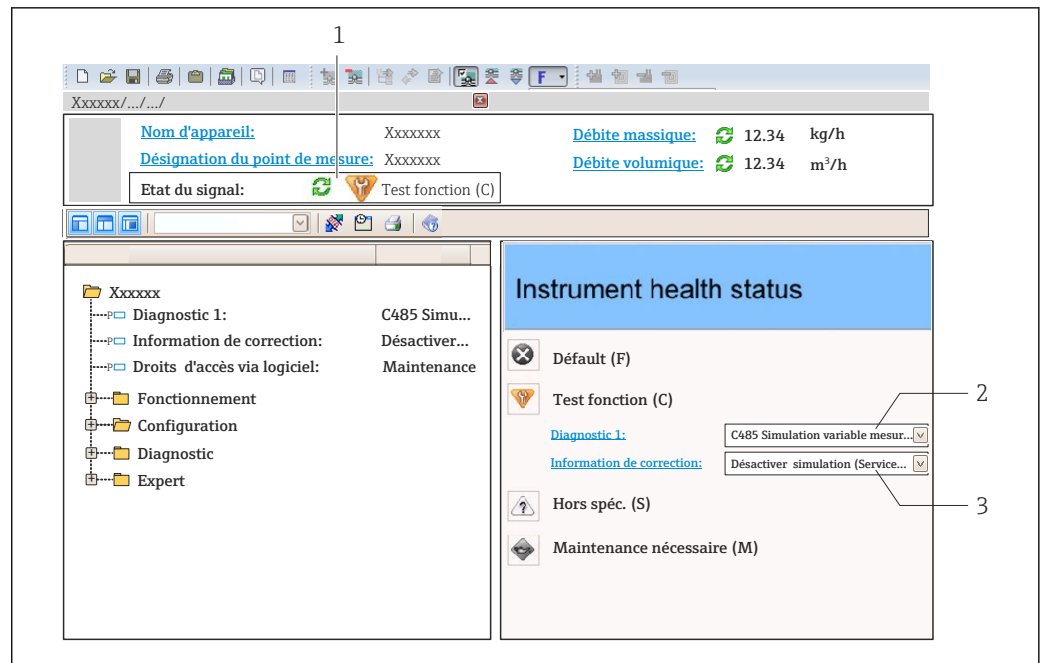 1
F
Xxxxxx/.../.../
Nom d'appareil: Xxxxxxx Débite massique: 12.34 kg/h
Désignation du point de mesure: Xxxxxxx Débite volumique: 12.34 m³/h
Etat du signal: Test fonction (C)
Xxxxxx
Diagnostic 1: C485 Simu...
Information de correction: Désactiver...
Droits d'accès via logiciel: Maintenance
Fonctionnement
Configuration
Diagnostic
Expert
Instrument health status
Défault (F)
Test fonction (C)
Diagnostic 1: C485 Simulation variable mesur...
2
Information de correction: Désactiver simulation (Service...
3
Hors spéc. (S)
Maintenance nécessaire (M)